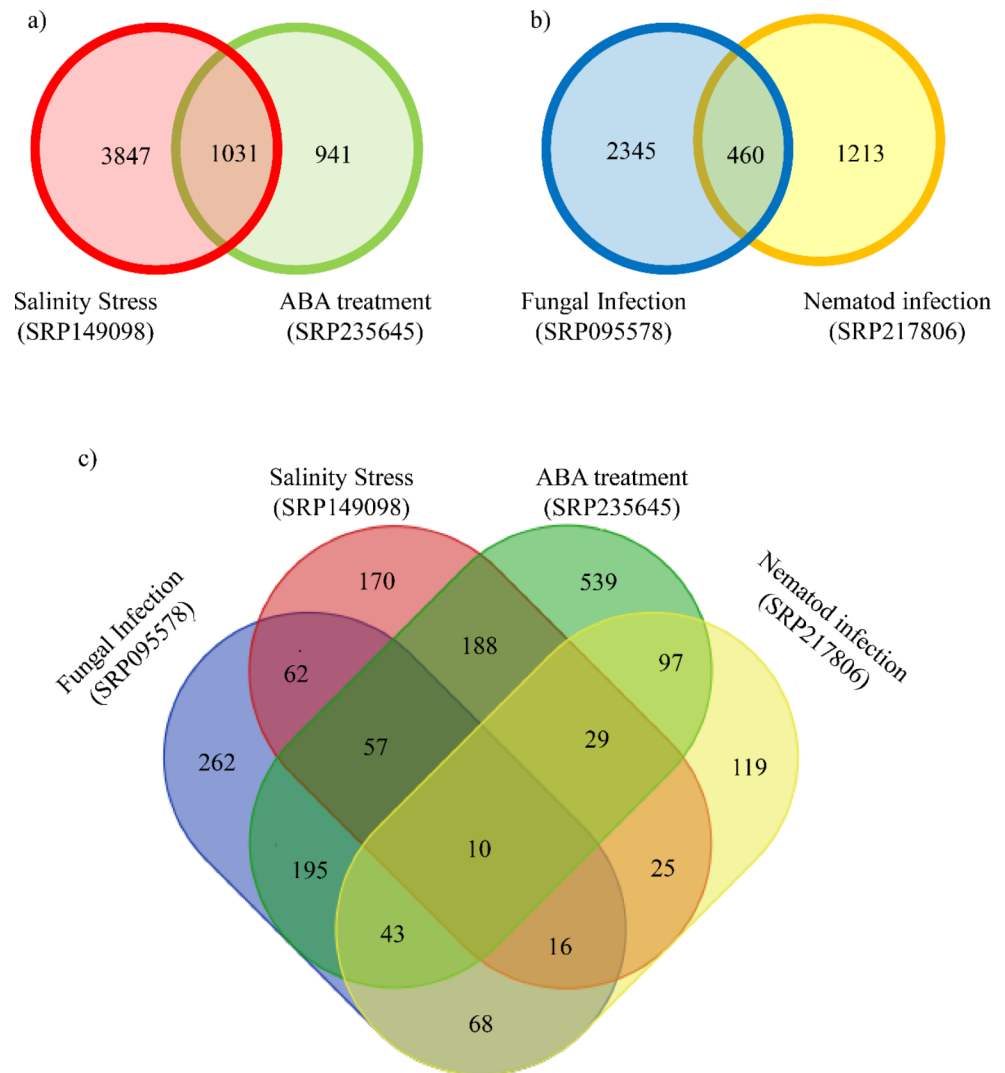 a)
3847
1031
941
Salinity Stress
(SRP149098)
ABA treatment
(SRP235645)
b)
2345
460
1213
Fungal Infection
(SRP095578)
Nematod infection
(SRP217806)
c)
Salinity Stress
(SRP149098)
ABA treatment
(SRP235645)
Fungal Infection
(SRP095578)
Nematod infection
(SRP217806)
170
539
188
62
97
57
29
262
119
10
195
25
43
16
68